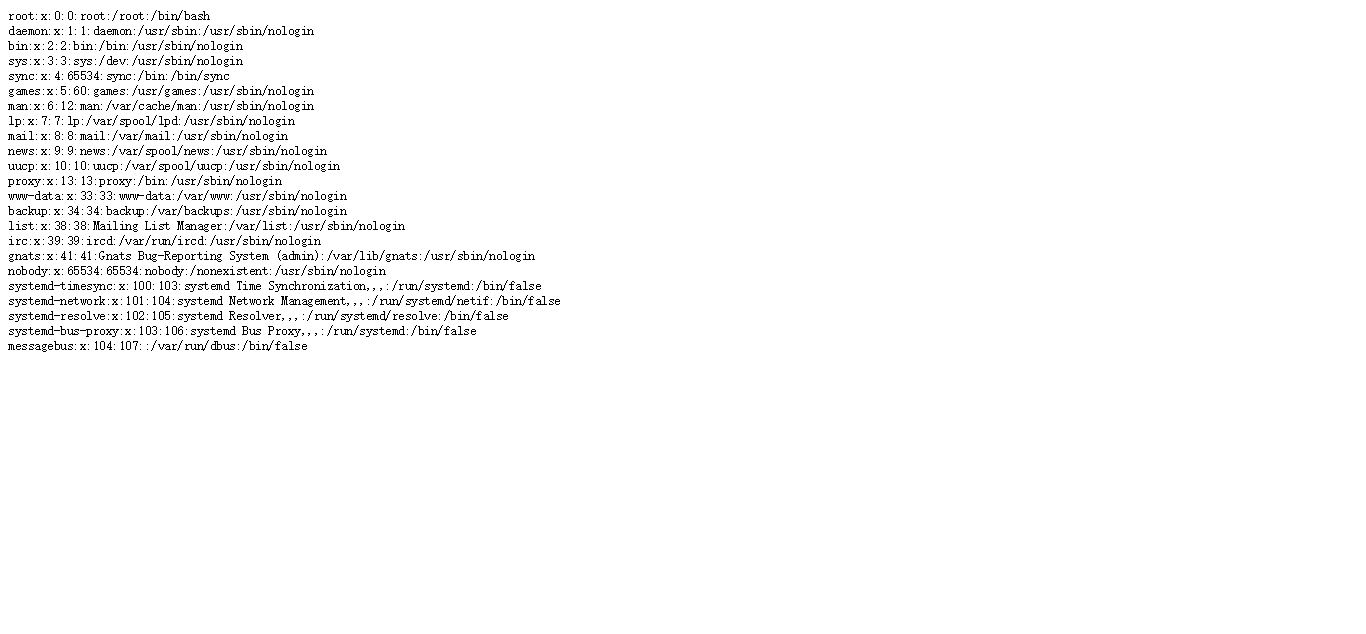 root:x:0:0:root:/root:/bin/bash
daemon:x:1:1:daemon:/usr/sbin:/usr/sbin/nologin
bin:x:2:2:bin:/bin:/usr/sbin/nologin
sys:x:3:3:sys:/dev:/usr/sbin/nologin
sync:x:4:65534:sync:/bin:/bin/sync
games:x:5:60:games:/usr/games:/usr/sbin/nologin
man:x:6:12:man:/var/cache/man:/usr/sbin/nologin
lp:x:7:7:lp:/var/spool/lpd:/usr/sbin/nologin
mail:x:8:8:mail:/var/mail:/usr/sbin/nologin
news:x:9:9:news:/var/spool/news:/usr/sbin/nologin
uucp:x:10:10:uucp:/var/spool/uucp:/usr/sbin/nologin
proxy:x:13:13:proxy:/bin:/usr/sbin/nologin
www-data:x:33:33:www-data:/var/www:/usr/sbin/nologin
backup:x:34:34:backup:/var/backups:/usr/sbin/nologin
list:x:38:38:Mailing List Manager:/var/list:/usr/sbin/nologin
irc:x:39:39:ircd:/var/run/ircd:/usr/sbin/nologin
gnats:x:41:41:Gnats Bug-Reporting System (admin):/var/lib/gnats:/usr/sbin/nologin
nobody:x:65534:65534:nobody:/nonexistent:/usr/sbin/nologin
systemd-timesync:x:100:103:systemd Time Synchronization,,,:/run/systemd:/bin/false
systemd-network:x:101:104:systemd Network Management,,,:/run/systemd/netif:/bin/false
systemd-resolve:x:102:105:systemd Resolver,,,:/run/systemd/resolve:/bin/false
systemd-bus-proxy:x:103:106:systemd Bus Proxy,,,:/run/systemd:/bin/false
messagebus:x:104:107::/var/run/dbus:/bin/false